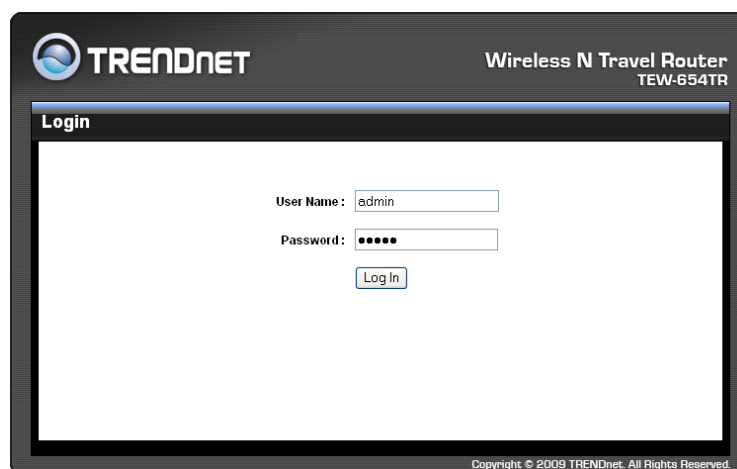 TRENDNET
Wireless N Travel Router
TEW-654TR
Login
User Name :
admin
Password :
●●●●●
Log In
Copyright © 2009 TRENDnet. All Rights Reserved.